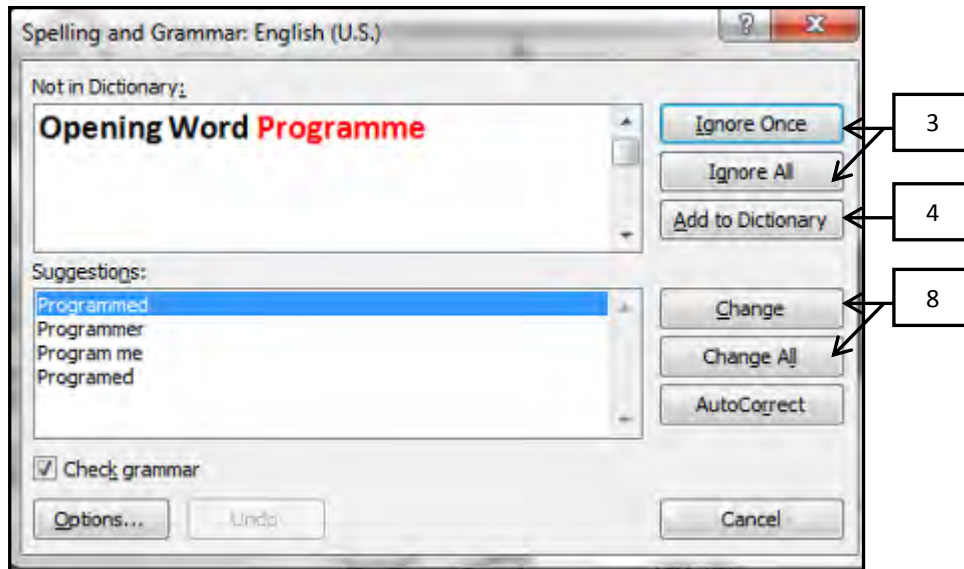 Spelling and Grammar: English (U.S.)
Not in Dictionary:
Opening Word Programme
Ignore Once
3
Ignore All
Add to Dictionary
4
Suggestions:
Programmed
Programmer
Program me
Programed
Change
8
Change All
AutoCorrect
Check grammar
Options...
Undo
Cancel